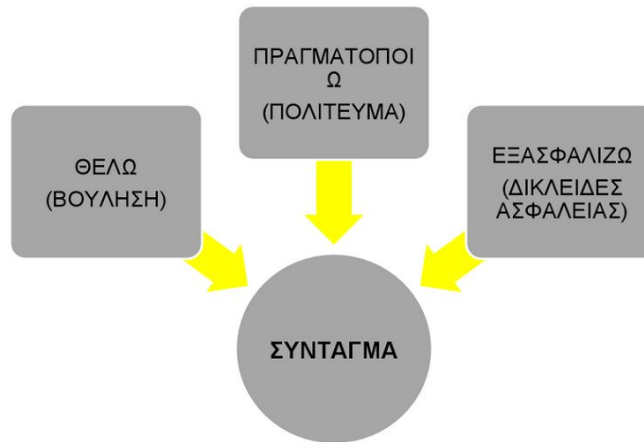 ΘΕΛΩ
(ΒΟΥΛΗΣΗ)
ΠΡΑΓΜΑΤΟΠΟΙ
Ω
(ΠΟΛΙΤΕΥΜΑ)
ΕΞΑΣΦΑΛΙΖΩ
(ΔΙΚΛΕΙΔΕΣ
ΑΣΦΑΛΕΙΑΣ)
ΣΥΝΤΑΓΜΑ